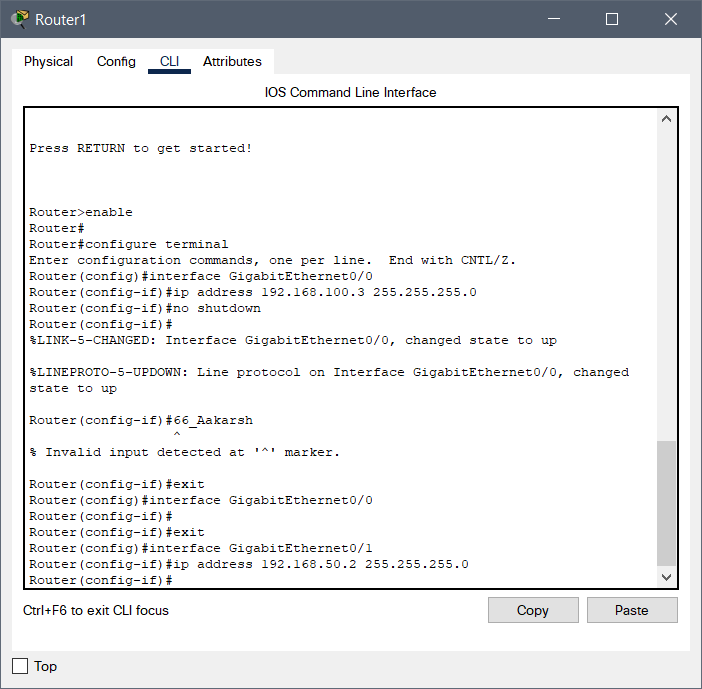 Router1
Physical Config CLI Attributes
IOS Command Line Interface
Press RETURN to get started!
Router>enable
Router#
Router#configure terminal
Enter configuration commands, one per line.  End with CNTL/Z.
Router(config)#interface GigabitEthernet0/0
Router(config-if)#ip address 192.168.100.3 255.255.255.0
Router(config-if)#no shutdown
Router(config-if)#
%LINK-5-CHANGED: Interface GigabitEthernet0/0, changed state to up
%LINEPROTO-5-UPDOWN: Line protocol on Interface GigabitEthernet0/0, changed
state to up
Router(config-if)#66_Aakarsh
^
% Invalid input detected at '^' marker.
Router(config-if)#exit
Router(config)#interface GigabitEthernet0/0
Router(config-if)#
Router(config-if)#exit
Router(config)#interface GigabitEthernet0/1
Router(config-if)#ip address 192.168.50.2 255.255.255.0
Router(config-if)#
Ctrl+F6 to exit CLI focus
Copy Paste
Top